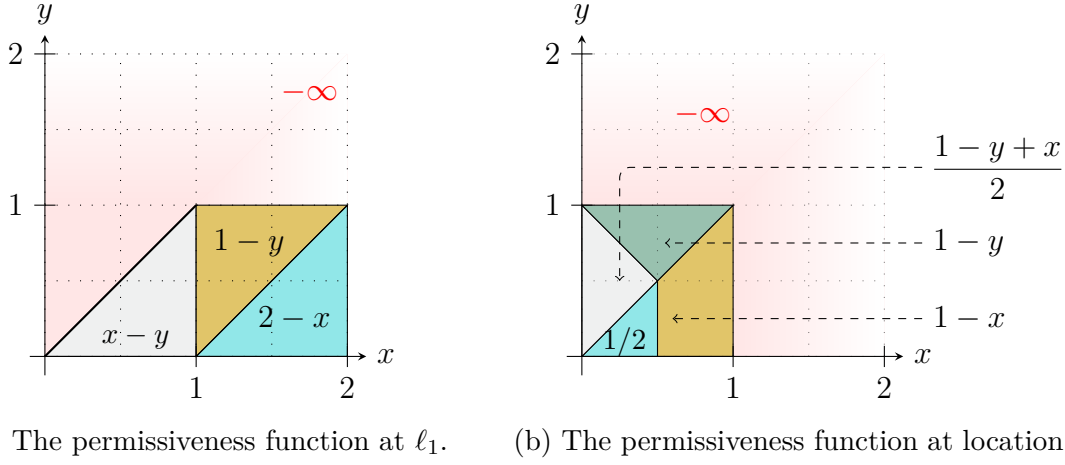 y
2
−∞
1
1 − y
x − y
2 − x
x
1
2
The permissiveness function at ℓ₁.
y
2
−∞
1 − y + x
2
1
1 − y
1 − x
1/2
x
1
2
(b) The permissiveness function at location